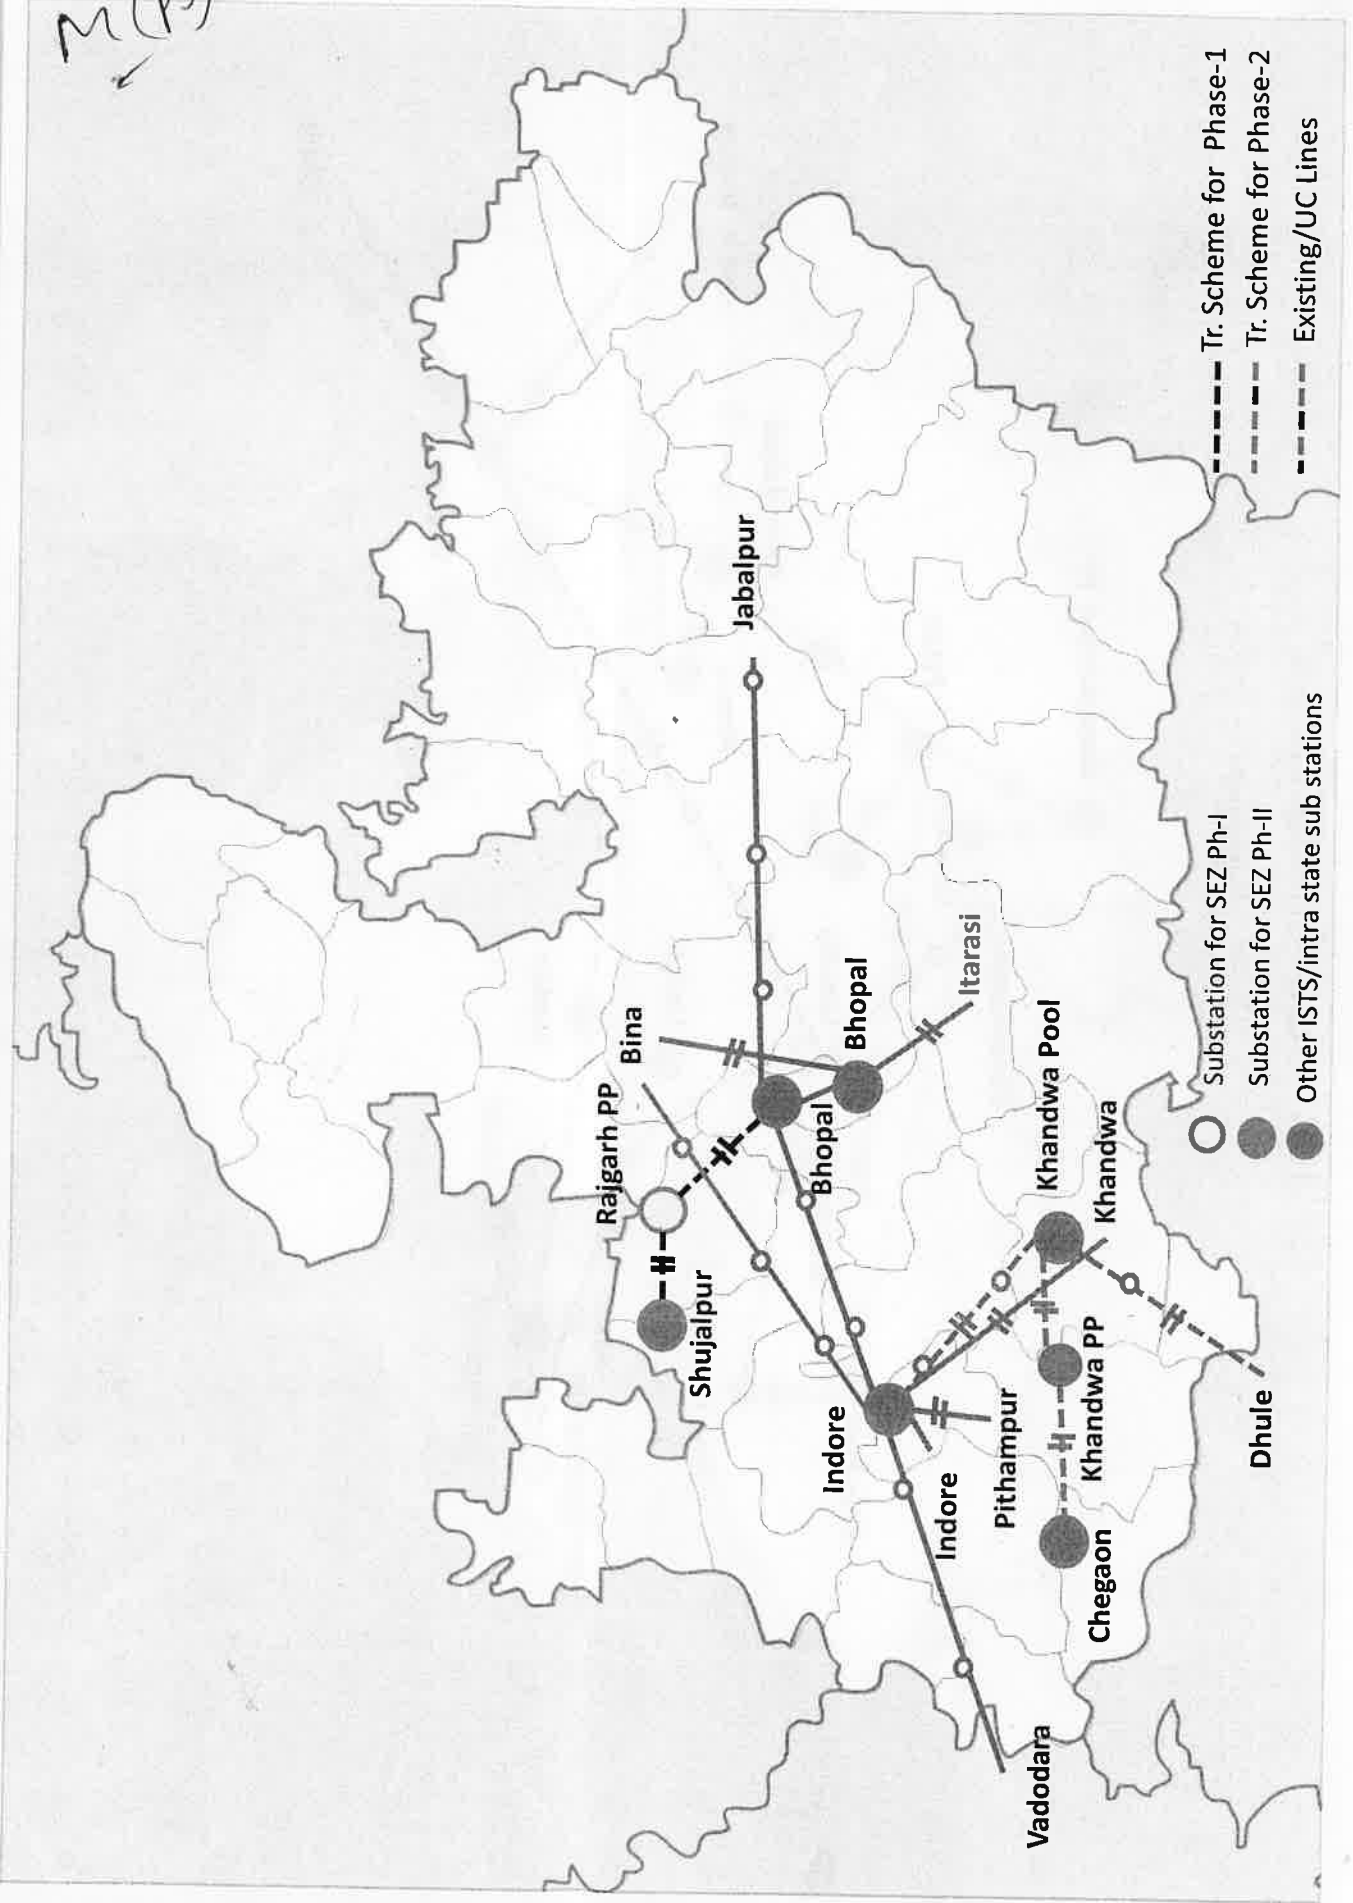 M(P)
Jabalpur
Rajgarh PP
Bina
Shujalpur
Bhopal
Bhopal
Itarasi
Indore
Indore
Pithampur
Khandwa Pool
Khandwa
Khandwa PP
Chegaon
Dhule
Vadodara
Substation for SEZ Ph-I
Substation for SEZ Ph-II
Other ISTS/intra state sub stations
Tr. Scheme for Phase-1
Tr. Scheme for Phase-2
Existing/UC Lines